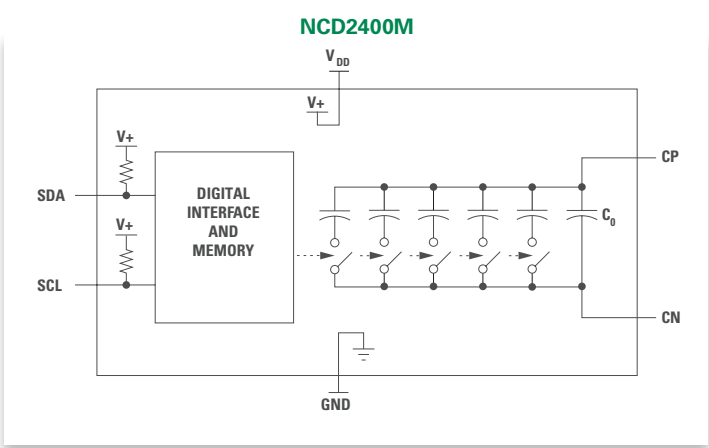 NCD2400M
VDD
V+
V+
CP
SDA
DIGITAL
INTERFACE
AND
MEMORY
C0
V+
SCL
CN
GND